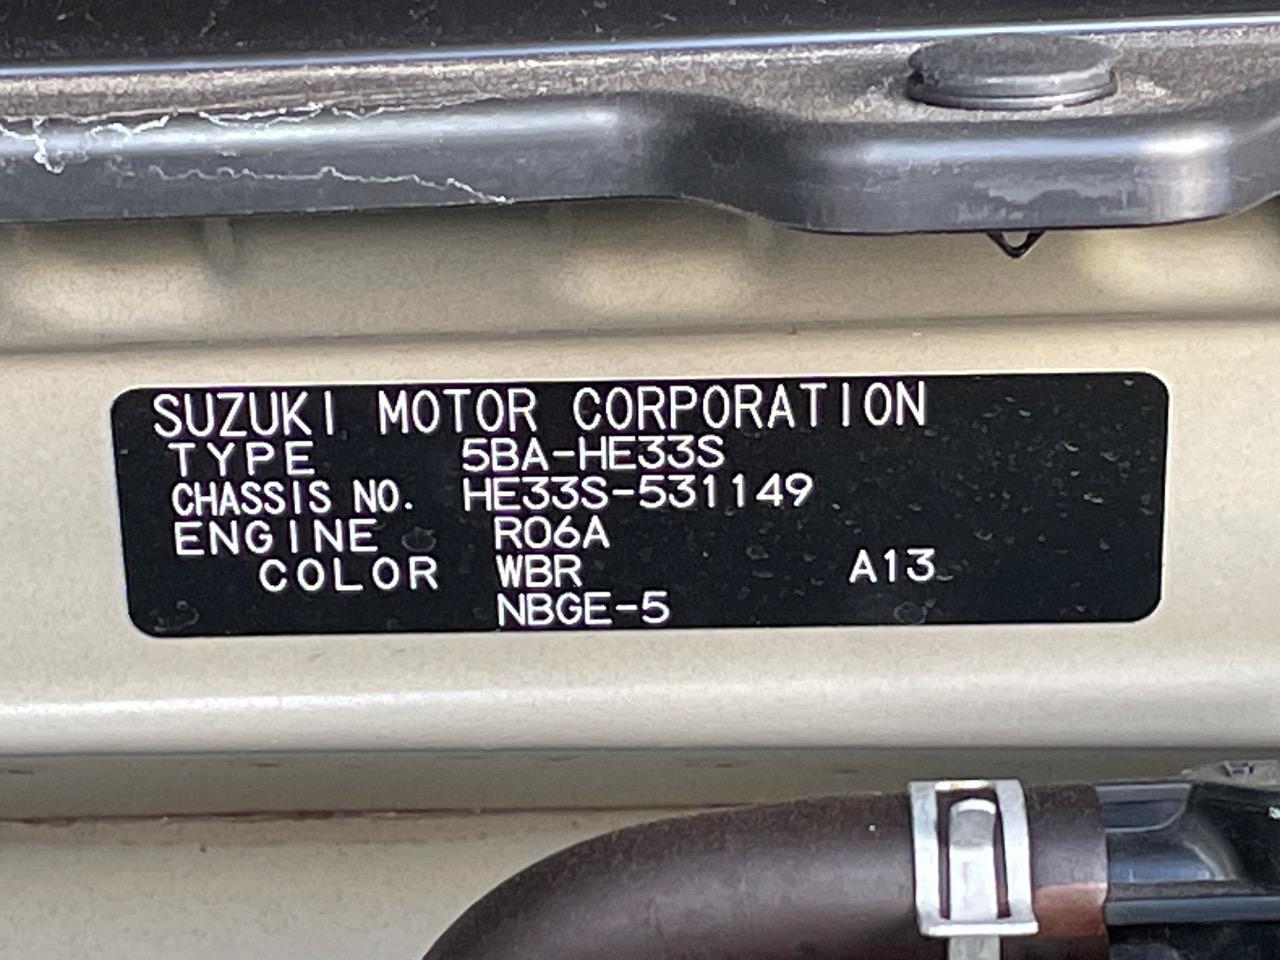 SUZUKI MOTOR CORPORATION
TYPE 5BA-HE33S
CHASSIS NO. HE33S-531149
ENGINE R06A
COLOR WBR A13
NBGE-5